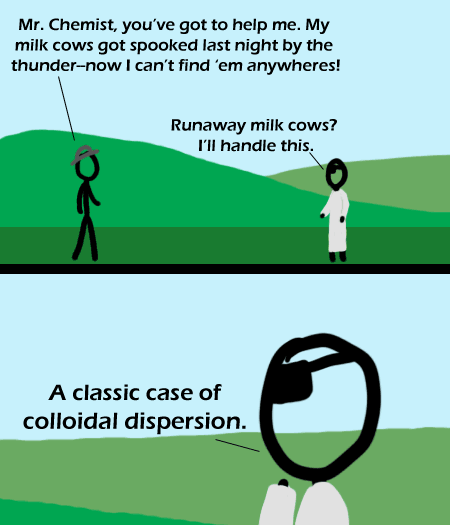 Mr. Chemist, you've got to help me. My
milk cows got spooked last night by the
thunder--now I can't find 'em anywheres!
Runaway milk cows?
I'll handle this.
A classic case of
colloidal dispersion.